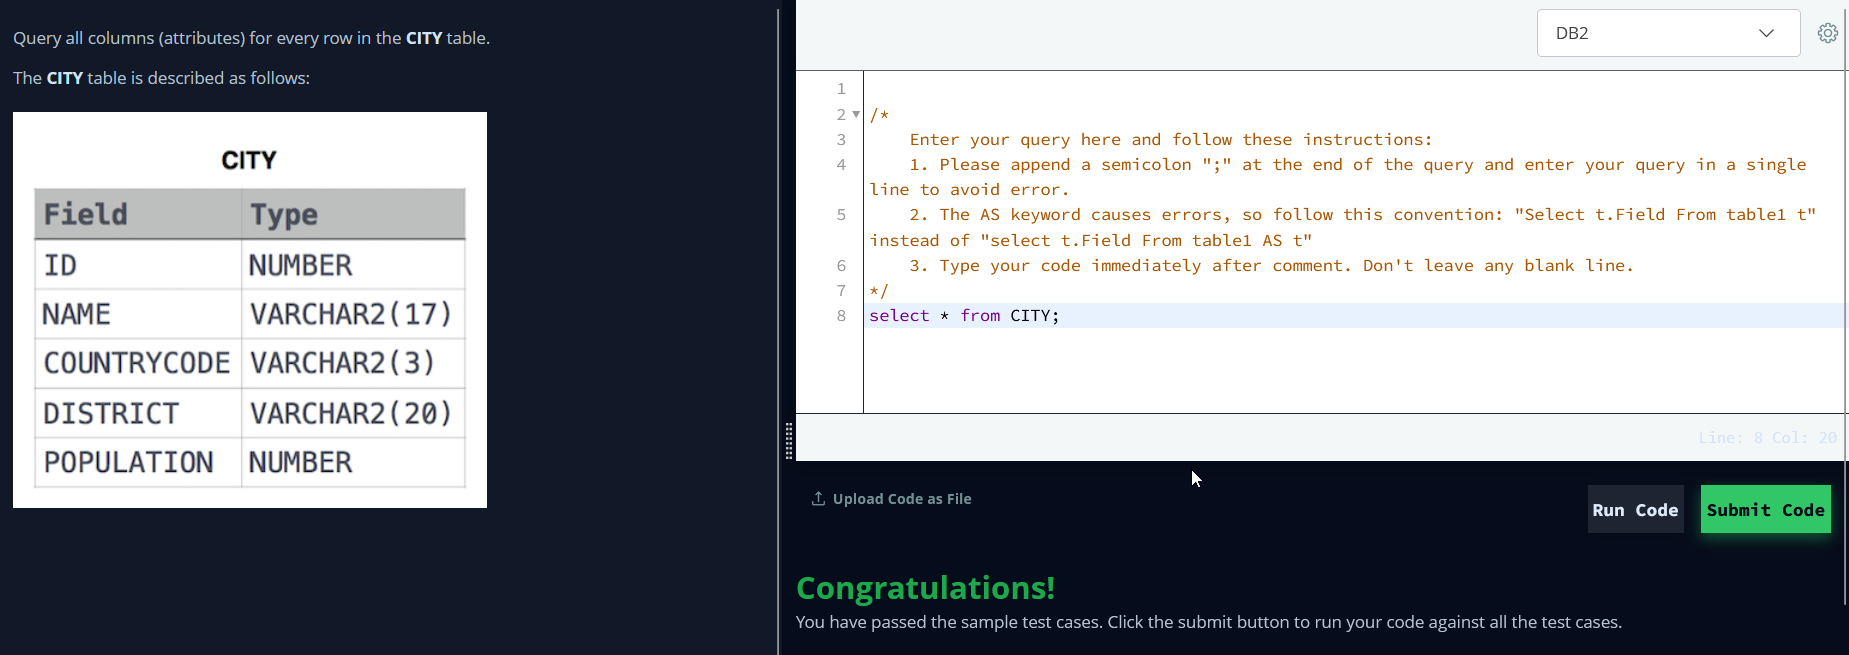 Query all columns (attributes) for every row in the CITY table.
The CITY table is described as follows:
CITY
Field Type
ID NUMBER
NAME VARCHAR2(17)
COUNTRYCODE VARCHAR2(3)
DISTRICT VARCHAR2(20)
POPULATION NUMBER
DB2
1
2 /*
3 Enter your query here and follow these instructions:
4 1. Please append a semicolon ";" at the end of the query and enter your query in a single
line to avoid error.
5 2. The AS keyword causes errors, so follow this convention: "Select t.Field From table1 t"
instead of "select t.Field From table1 AS t"
6 3. Type your code immediately after comment. Don't leave any blank line.
7 */
8 select * from CITY;
Line: 8 Col: 20
Upload Code as File
Run Code
Submit Code
Congratulations!
You have passed the sample test cases. Click the submit button to run your code against all the test cases.